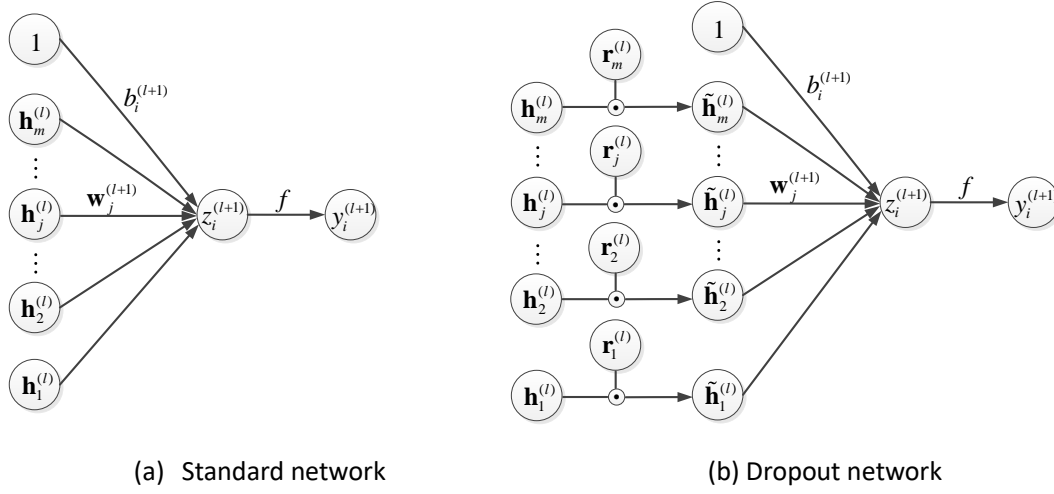 1
b_i^{(l+1)}
h_m^{(l)}
⋮
h_j^{(l)}
w_j^{(l+1)}
z_i^{(l+1)}
f
y_i^{(l+1)}
⋮
h_2^{(l)}
h_1^{(l)}
(a) Standard network
1
b_i^{(l+1)}
r_m^{(l)}
h_m^{(l)}
h̃_m^{(l)}
⋮
r_j^{(l)}
⋮
h_j^{(l)}
h̃_j^{(l)}
w_j^{(l+1)}
z_i^{(l+1)}
f
y_i^{(l+1)}
⋮
r_2^{(l)}
⋮
h_2^{(l)}
h̃_2^{(l)}
r_1^{(l)}
h_1^{(l)}
h̃_1^{(l)}
(b) Dropout network